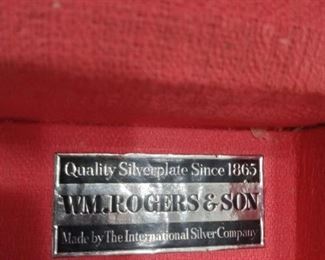 Quality Silverplate Since 1865
WM. ROGERS & SON
Made by The International Silver Company